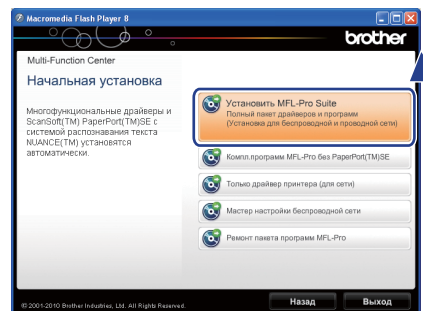 Macromedia Flash Player 8
brother
Multi-Function Center
Начальная установка
Многофункциональные драйверы и
ScanSoft(TM) PaperPort(TM)SE с
системой распознавания текста
NUANCE(TM) установятся
автоматически.
Установить MFL-Pro Suite
Полный пакет драйверов и программ
(Установка для беспроводной и проводной сети)
Компл.программ MFL-Pro без PaperPort(TM)SE
Только драйвер принтера (для сети)
Мастер настройки беспроводной сети
Ремонт пакета программ MFL-Pro
© 2001-2010 Brother Industries, Ltd. All Rights Reserved.
Назад
Выход